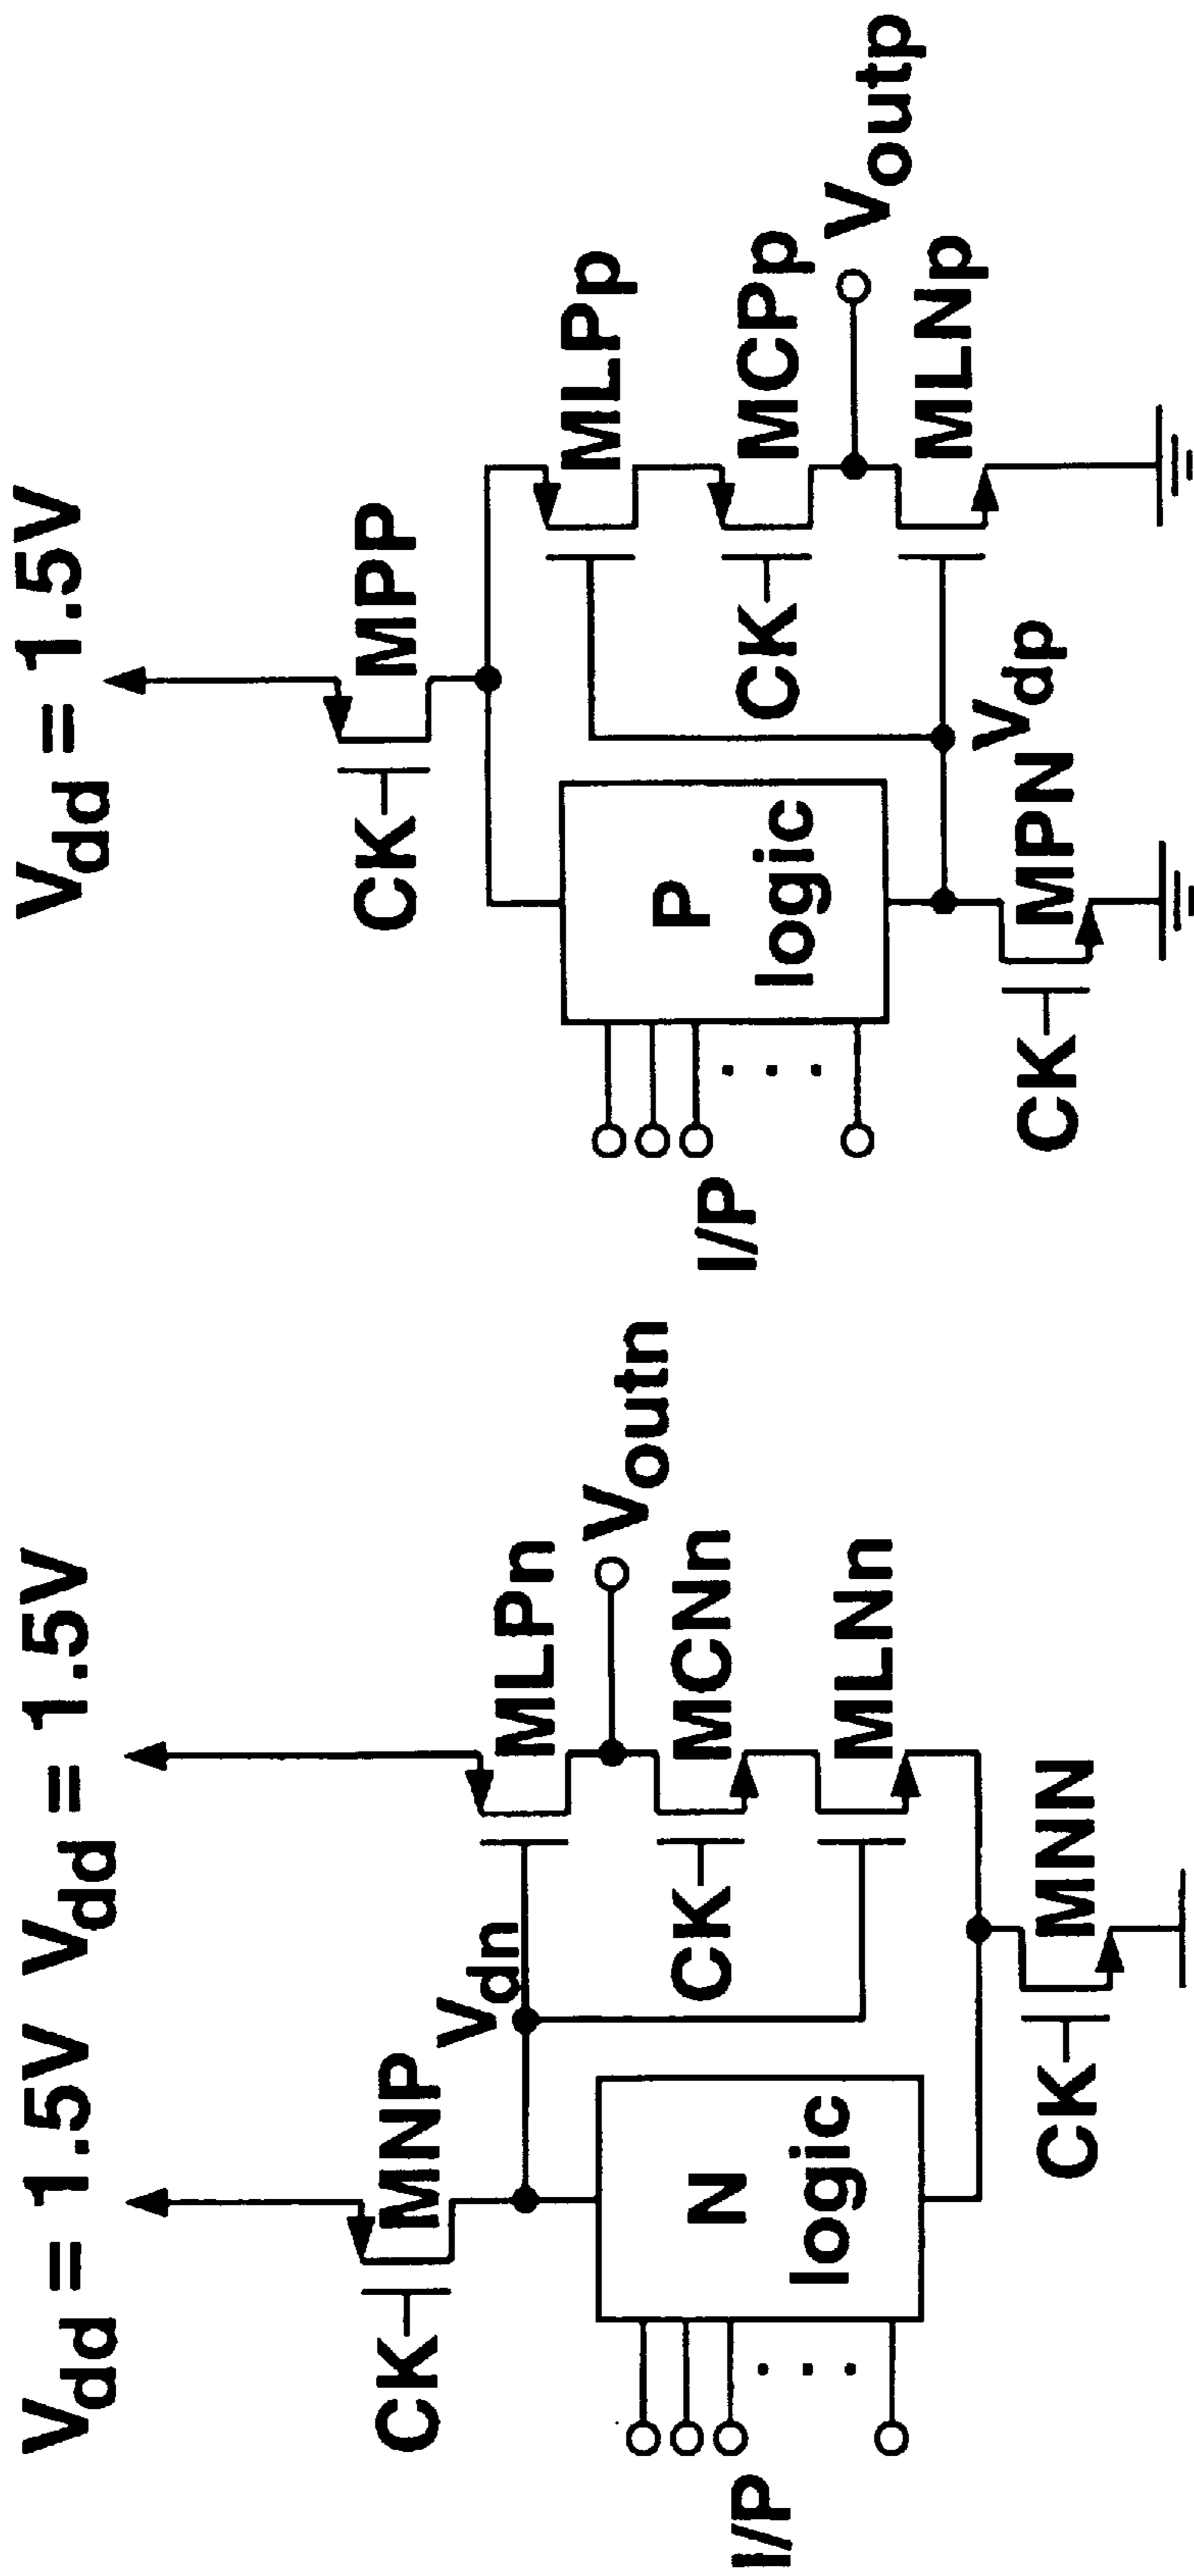 Vdd = 1.5V
Vdd = 1.5V
CK
MNP
Vdn
MLPn
Voutn
CK
MCNn
MLNn
I/P
N
logic
. . .
CK
MNN
Vdd = 1.5V
CK
MPP
MLPp
CK
MCPp
Voutp
MLNp
I/P
P
logic
. . .
Vdp
CK
MPN